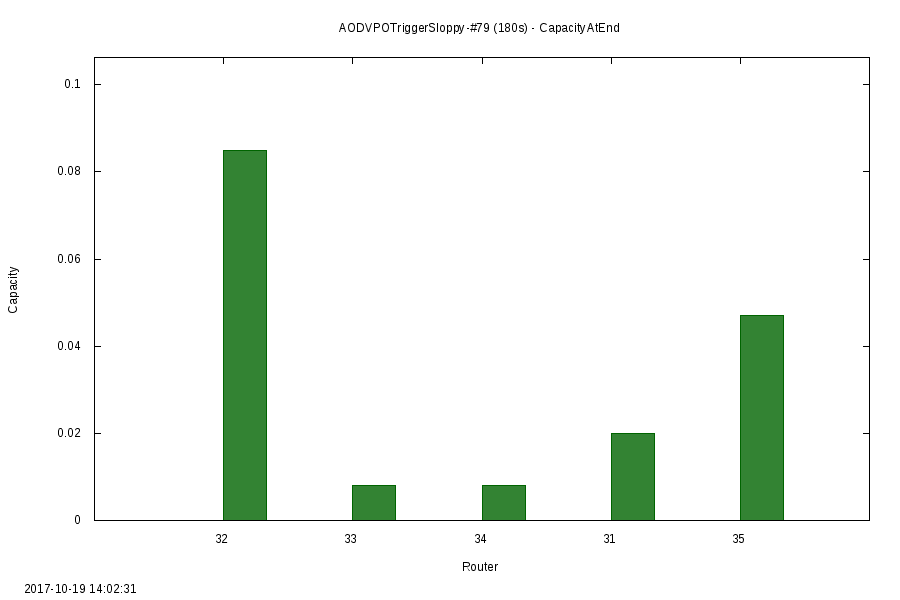 AODVPOTriggerSloppy-#79 (180s) - CapacityAtEnd
0.1
0.08
0.06
0.04
0.02
0
Capacity
32 33 34 31 35
Router
2017-10-19 14:02:31